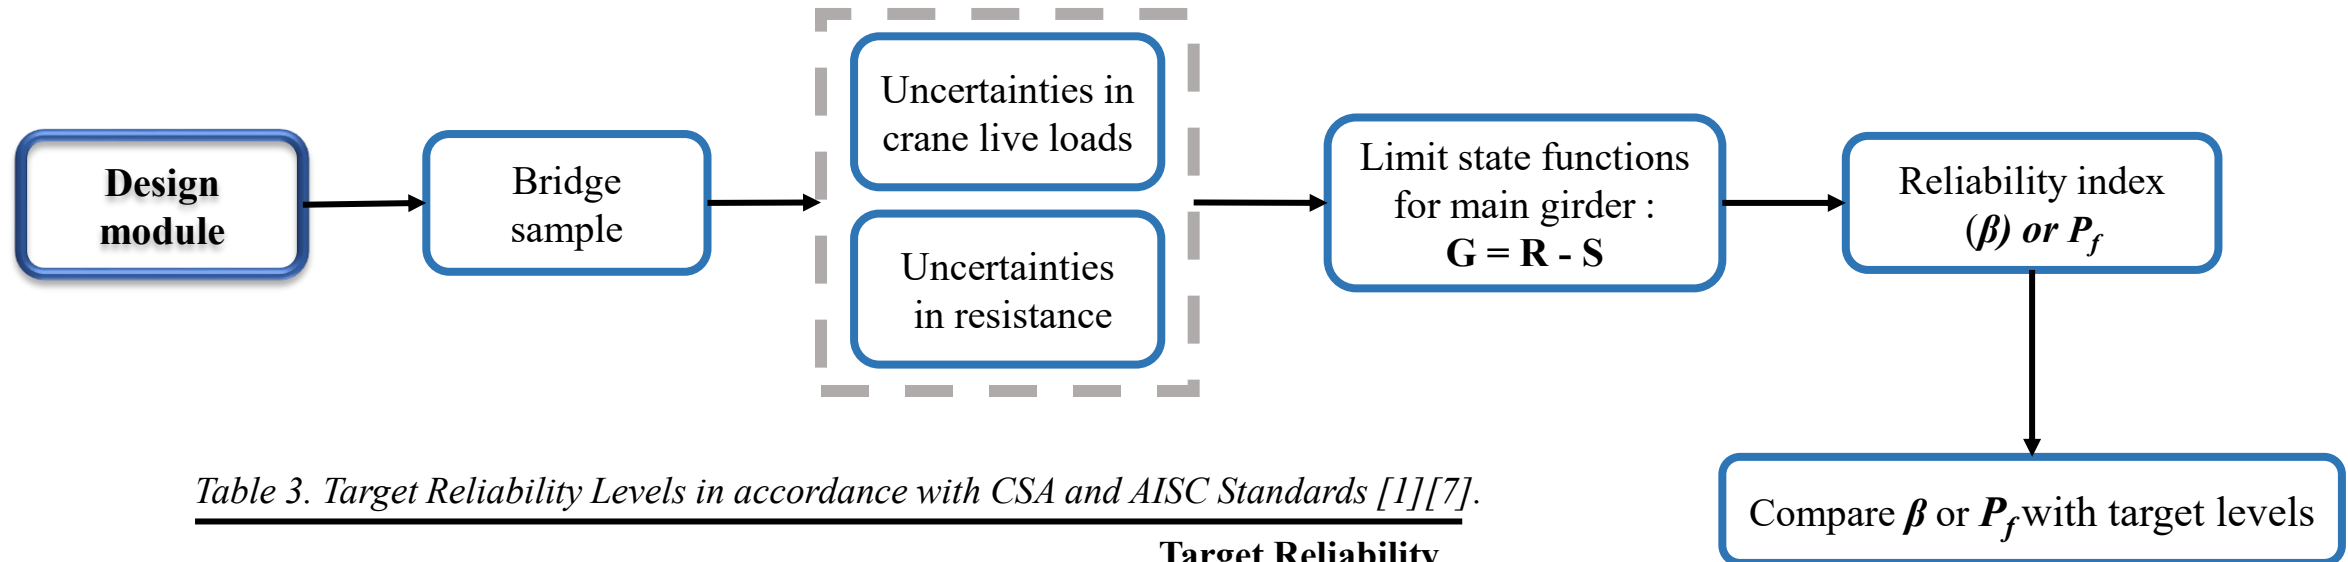 Design
module
Bridge
sample
Uncertainties in
crane live loads
Uncertainties
in resistance
Limit state functions
for main girder :
G = R - S
Reliability index
(β) or Pf
Compare β or Pf with target levels
Table 3. Target Reliability Levels in accordance with CSA and AISC Standards [1][7].
Target Reliability